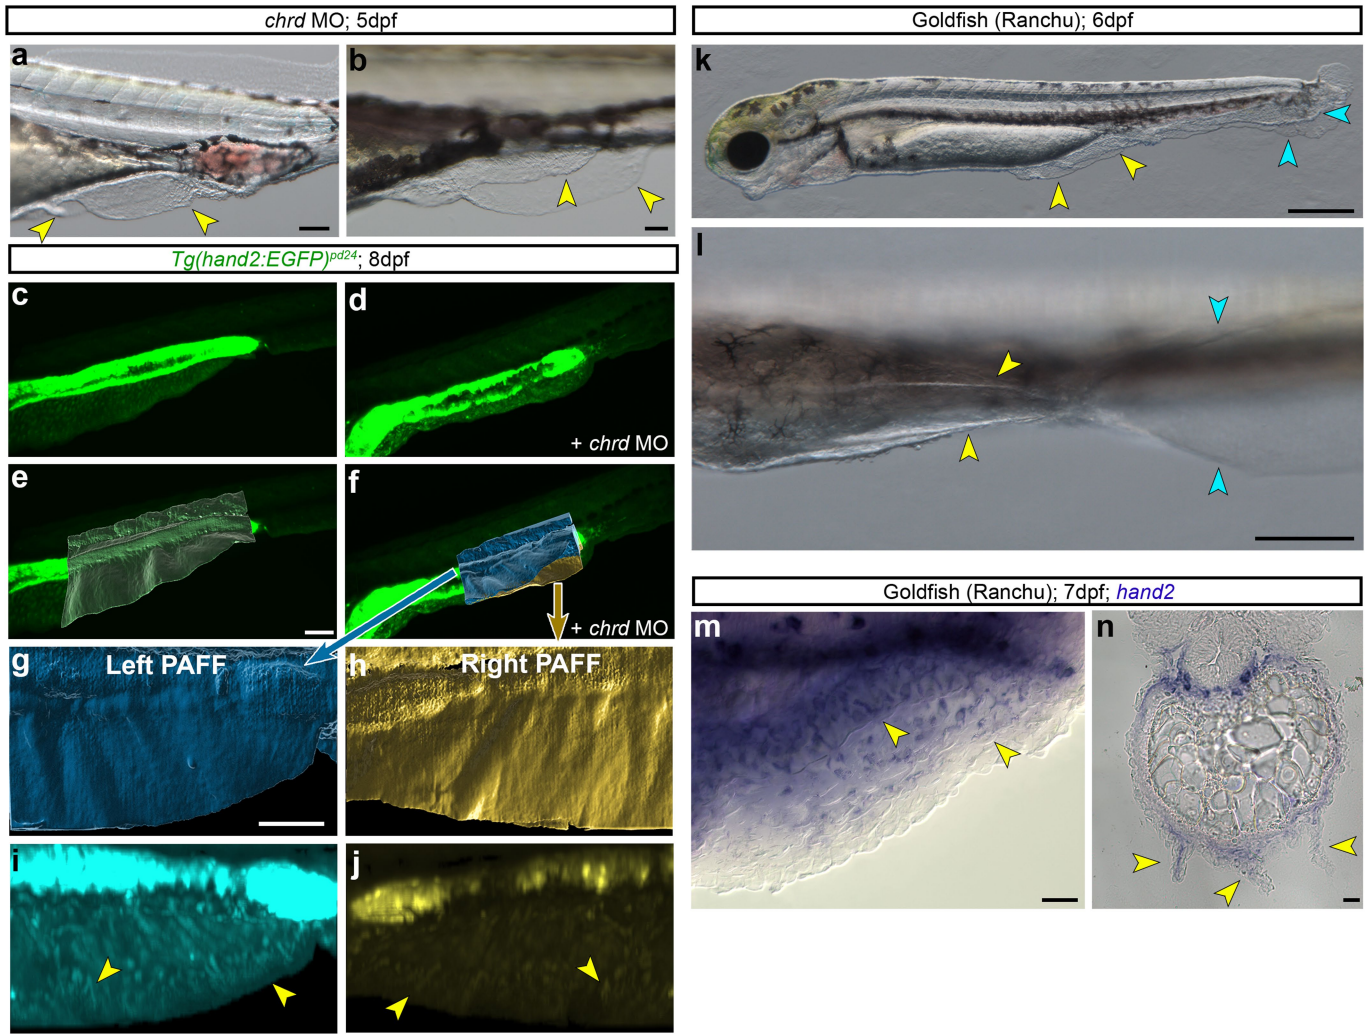 chrd MO; 5dpf
Goldfish (Ranchu); 6dpf
a
b
k
Tg(hand2:EGFP)pd24; 8dpf
l
c
d
+ chrd MO
e
f
+ chrd MO
Goldfish (Ranchu); 7dpf; hand2
g
Left PAFF
h
Right PAFF
m
n
i
j